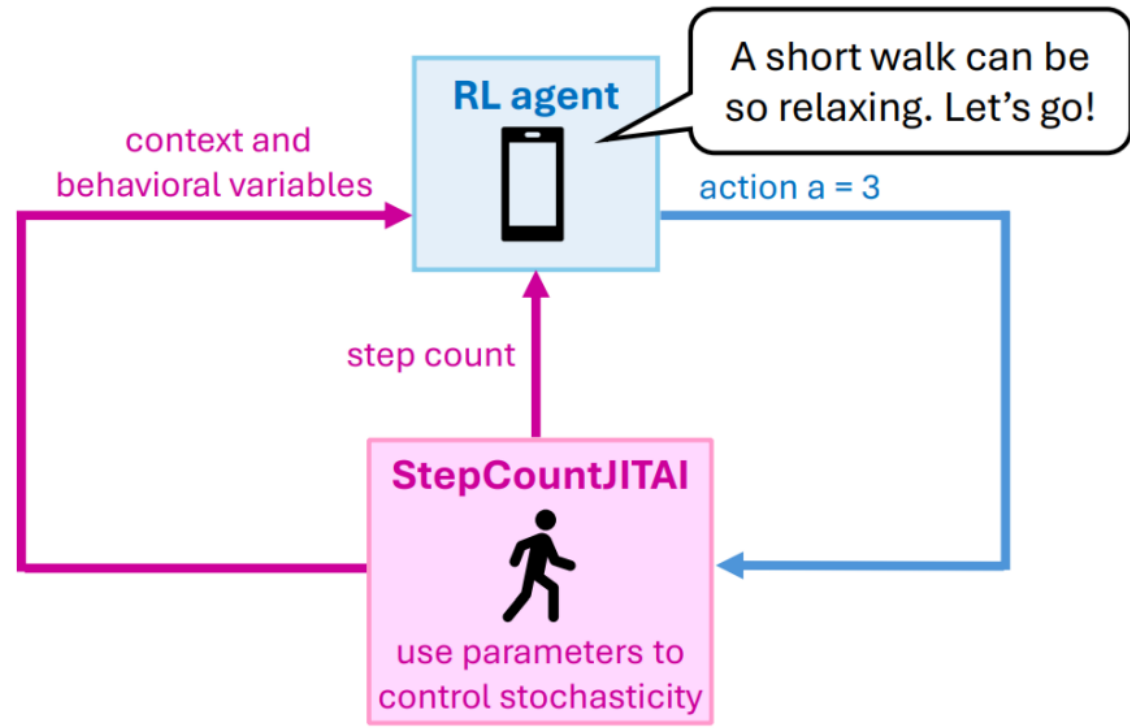 A short walk can be
so relaxing. Let's go!
RL agent
context and
behavioral variables
action a = 3
step count
StepCountJITAI
use parameters to
control stochasticity